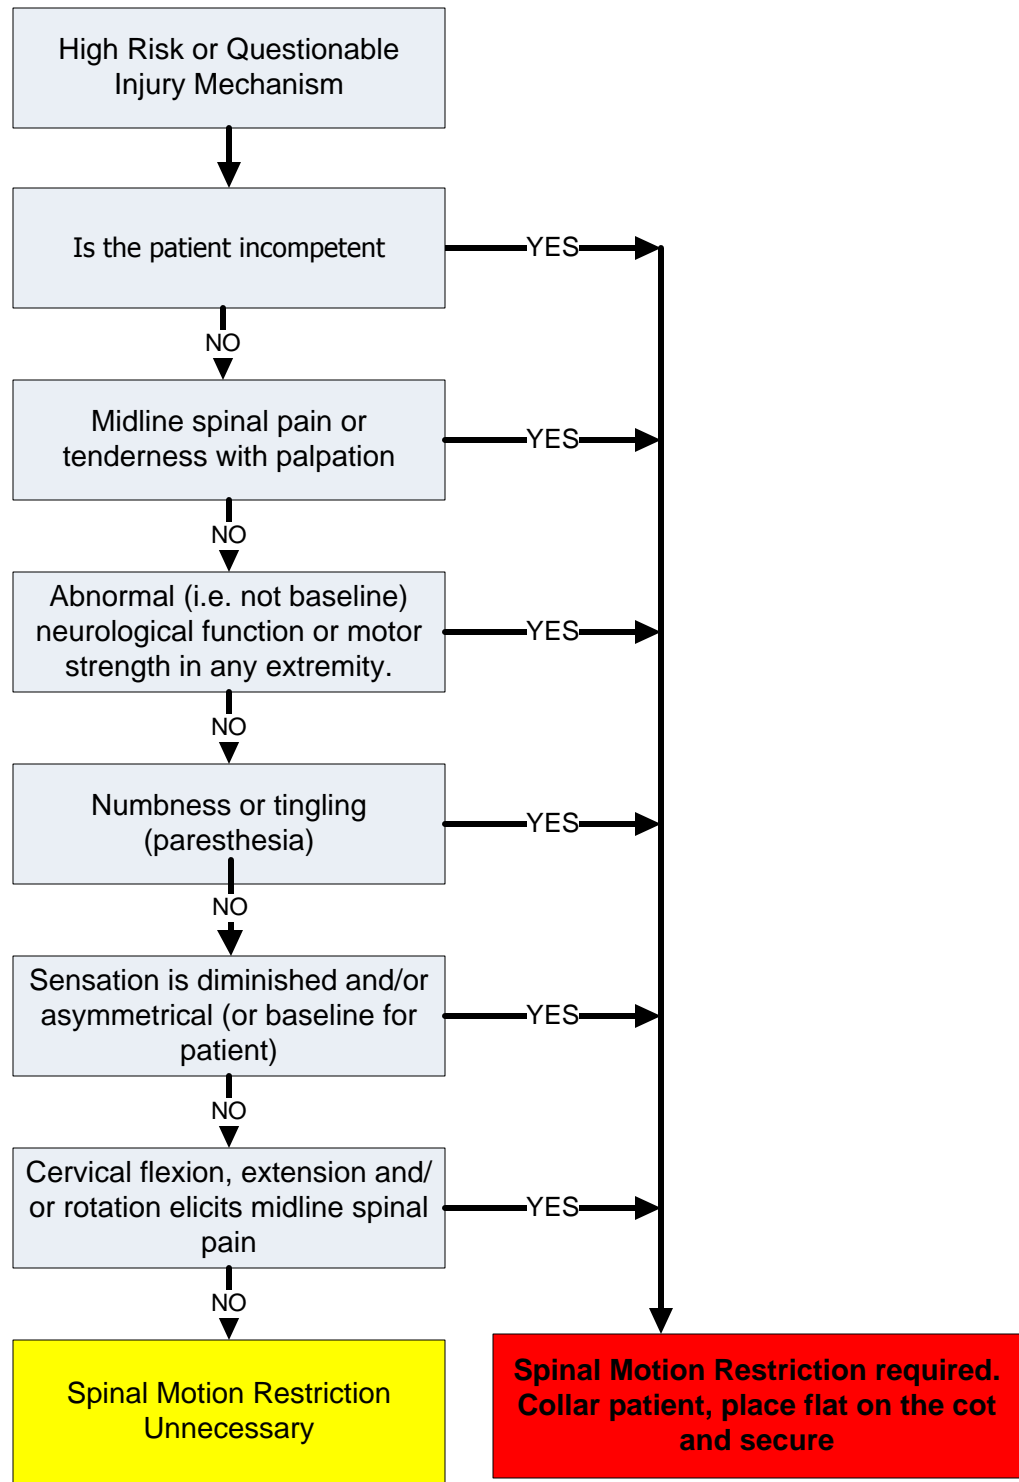 High Risk or Questionable
Injury Mechanism
Is the patient incompetent
YES
NO
Midline spinal pain or
tenderness with palpation
YES
NO
Abnormal (i.e. not baseline)
neurological function or motor
strength in any extremity.
YES
NO
Numbness or tingling
(paresthesia)
YES
NO
Sensation is diminished and/or
asymmetrical (or baseline for
patient)
YES
NO
Cervical flexion, extension and/
or rotation elicits midline spinal
pain
YES
NO
Spinal Motion Restriction
Unnecessary
Spinal Motion Restriction required.
Collar patient, place flat on the cot
and secure